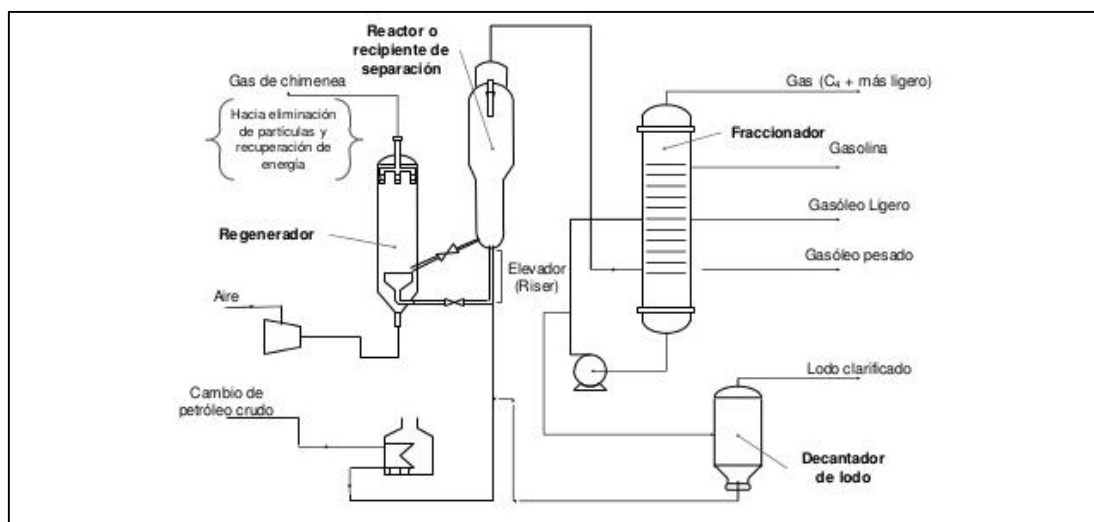 Reactor o
recipiente de
separación
Gas de chimenea
Hacia eliminación
de partículas y
recuperación de
energía
Regenerador
Aire
Cambio de
petróleo crudo
Elevador
(Riser)
Gas (C₄ + más ligero)
Fraccionador
Gasolina
Gasóleo Ligero
Gasóleo pesado
Lodo clarificado
Decantador
de lodo